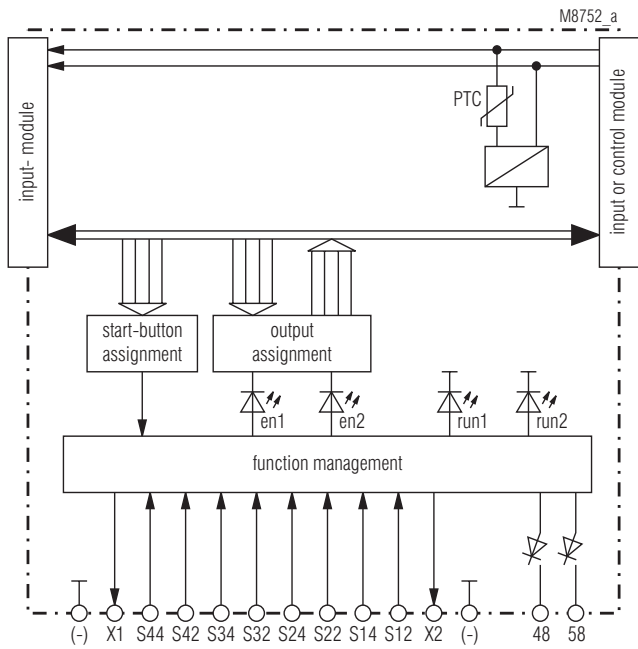 M8752_a
input- module
PTC
input or control module
start-button
assignment
output
assignment
en1
en2
run1
run2
function management
(-) X1 S44 S42 S34 S32 S24 S22 S14 S12 X2 (-) 48 58